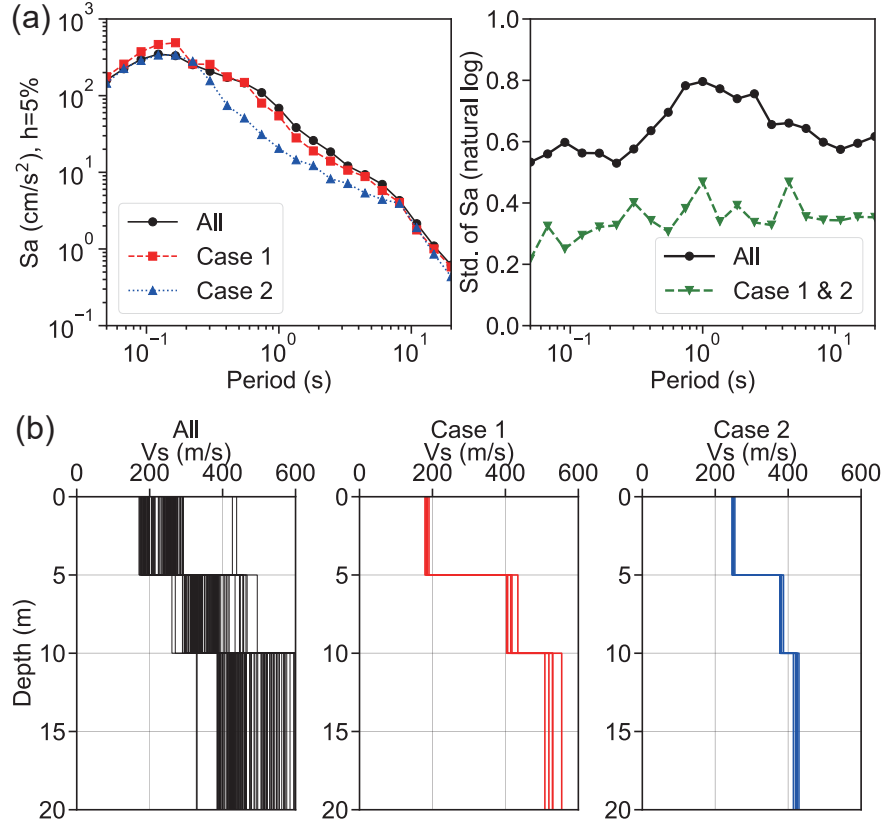 (a)
10³
10²
10¹
10⁰
10⁻¹
Sa (cm/s²), h=5%
All
Case 1
Case 2
10⁻¹ 10⁰ 10¹
Period (s)
1.0
0.8
0.6
0.4
0.2
0.0
Std. of Sa (natural log)
All
Case 1 & 2
10⁻¹ 10⁰ 10¹
Period (s)
(b)
All
Vs (m/s)
0 200 400 600
0
5
10
15
20
Depth (m)
Case 1
Vs (m/s)
0 200 400 600
0
5
10
15
20
Case 2
Vs (m/s)
0 200 400 600
0
5
10
15
20